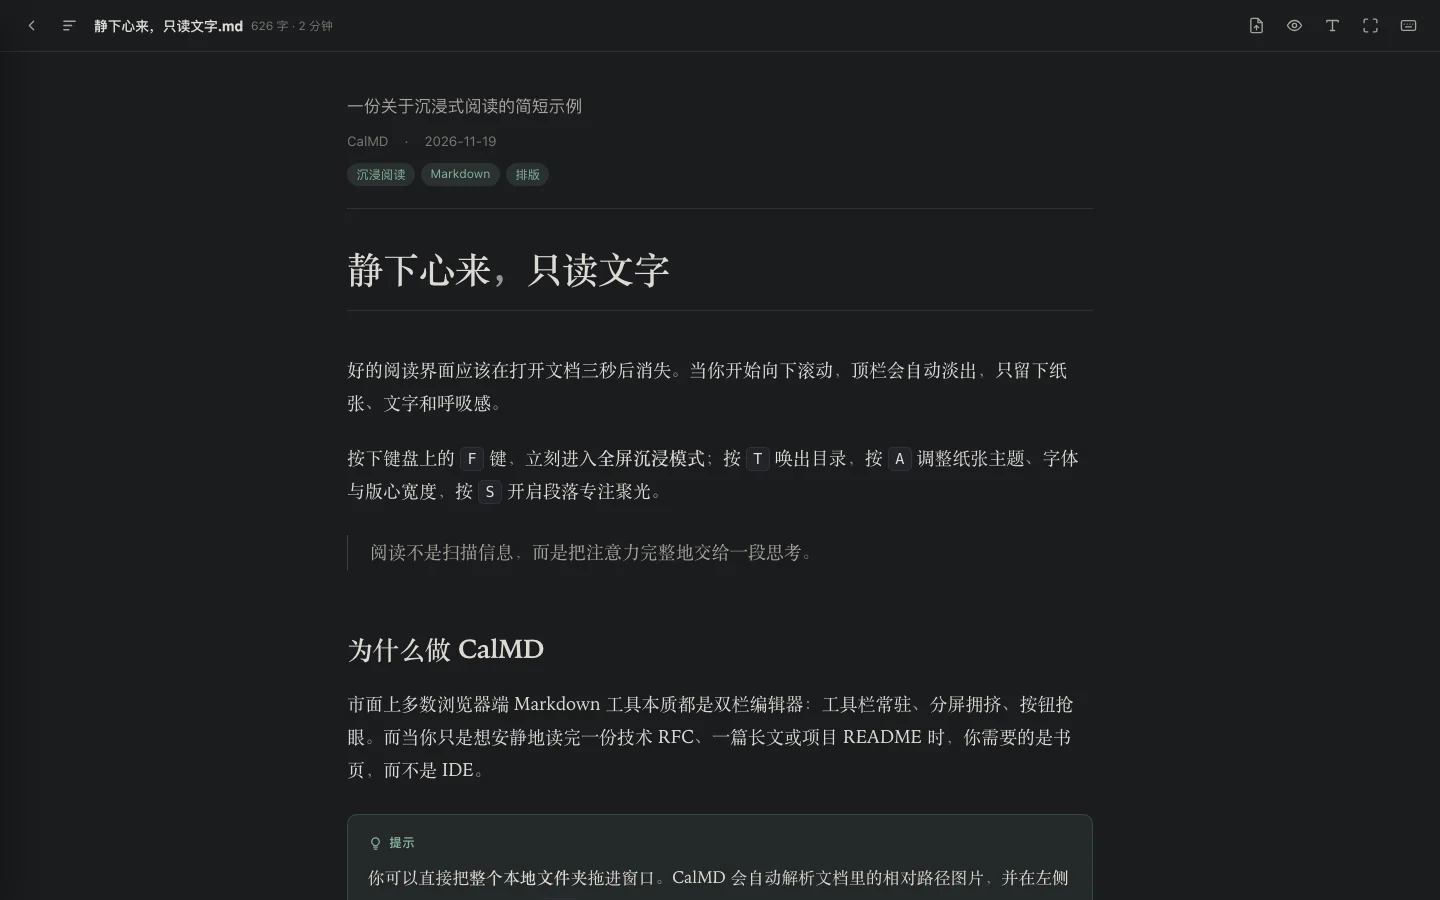 静下心来，只读文字.md 626 字 · 2 分钟
一份关于沉浸式阅读的简短示例
CalMD · 2026-11-19
沉浸阅读 Markdown 排版
静下心来，只读文字
好的阅读界面应该在打开文档三秒后消失。当你开始向下滚动，顶栏会自动淡出，只留下纸
张、文字和呼吸感。
按下键盘上的 F 键，立刻进入全屏沉浸模式；按 T 唤出目录，按 A 调整纸张主题、字体
与版心宽度，按 S 开启段落专注聚光。
阅读不是扫描信息，而是把注意力完整地交给一段思考。
为什么做 CalMD
市面上多数浏览器端 Markdown 工具本质都是双栏编辑器：工具栏常驻、分屏拥挤、按钮抢
眼。而当你只是想安静地读完一份技术 RFC、一篇长文或项目 README 时，你需要的是书
页，而不是 IDE。
提示
你可以直接把整个本地文件夹拖进窗口。CalMD 会自动解析文档里的相对路径图片，并在左侧